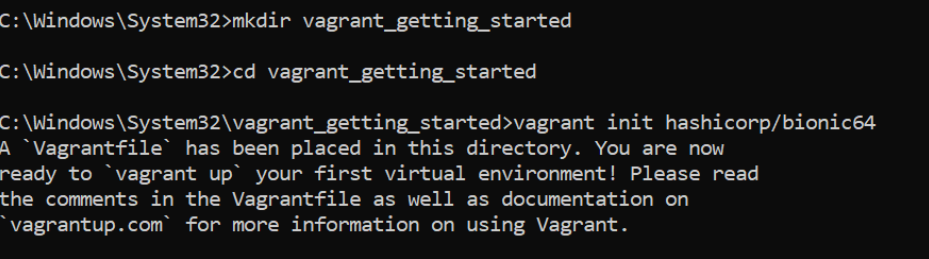 C:\Windows\System32>mkdir vagrant_getting_started
C:\Windows\System32>cd vagrant_getting_started
C:\Windows\System32\vagrant_getting_started>vagrant init hashicorp/bionic64
A `Vagrantfile` has been placed in this directory. You are now
ready to `vagrant up` your first virtual environment! Please read
the comments in the Vagrantfile as well as documentation on
`vagrantup.com` for more information on using Vagrant.